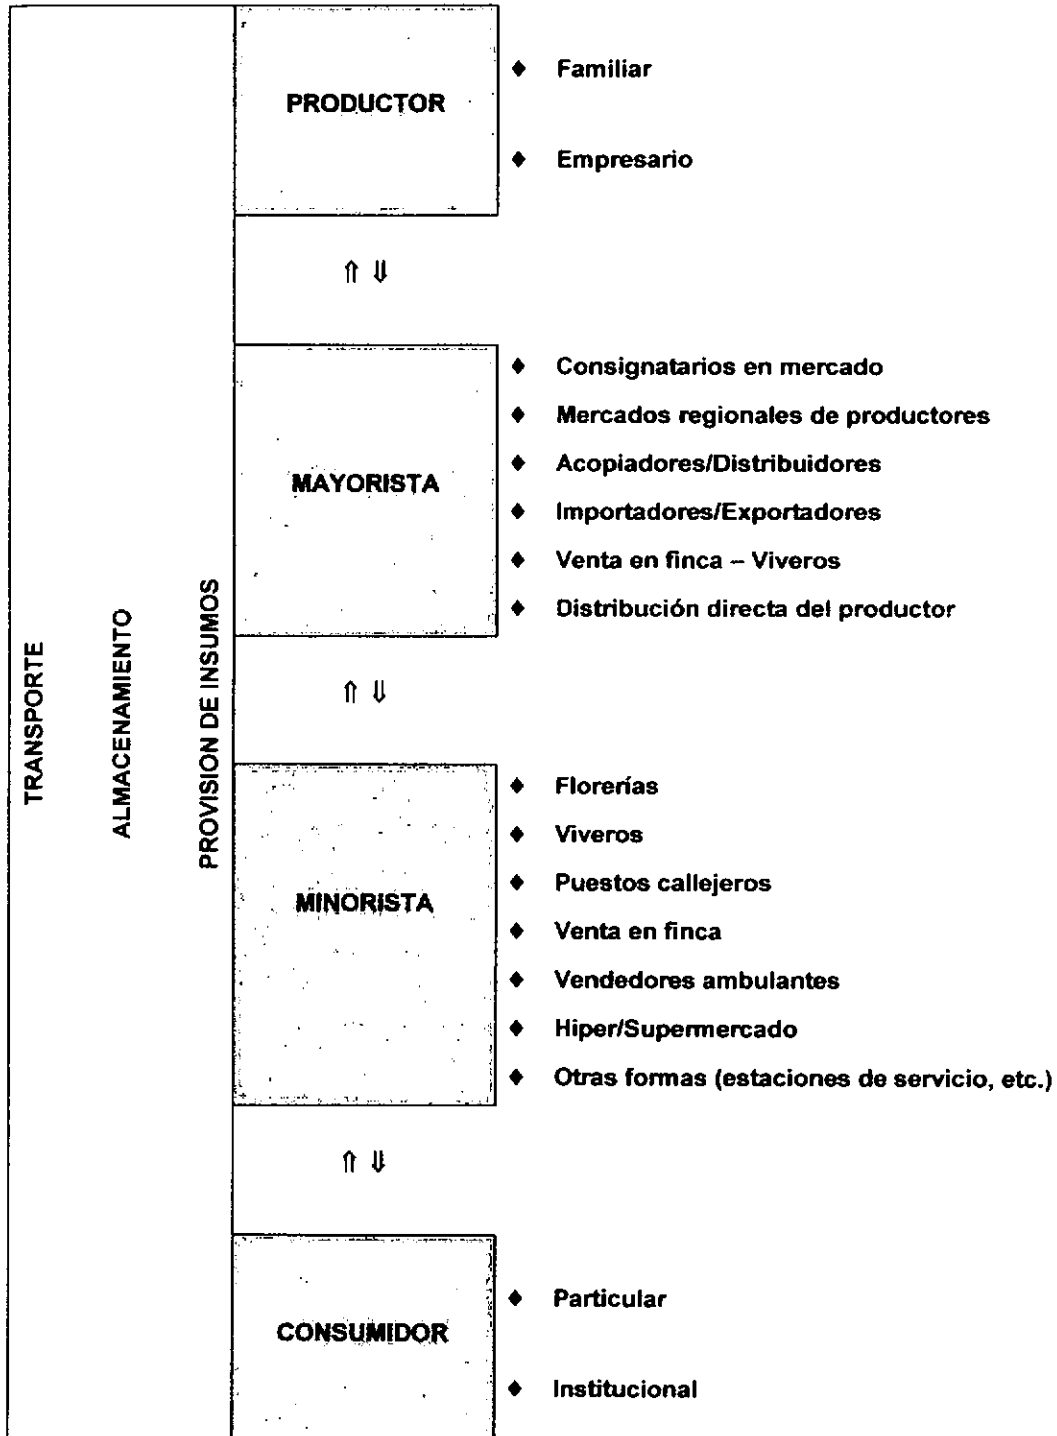 PRODUCTOR
♦ Familiar
♦ Empresario
⇑ ⇓
MAYORISTA
♦ Consignatarios en mercado
♦ Mercados regionales de productores
♦ Acopiadores/Distribuidores
♦ Importadores/Exportadores
♦ Venta en finca – Viveros
♦ Distribución directa del productor
⇑ ⇓
MINORISTA
♦ Florerías
♦ Viveros
♦ Puestos callejeros
♦ Venta en finca
♦ Vendedores ambulantes
♦ Hiper/Supermercado
♦ Otras formas (estaciones de servicio, etc.)
⇑ ⇓
CONSUMIDOR
♦ Particular
♦ Institucional
TRANSPORTE
ALMACENAMIENTO
PROVISION DE INSUMOS